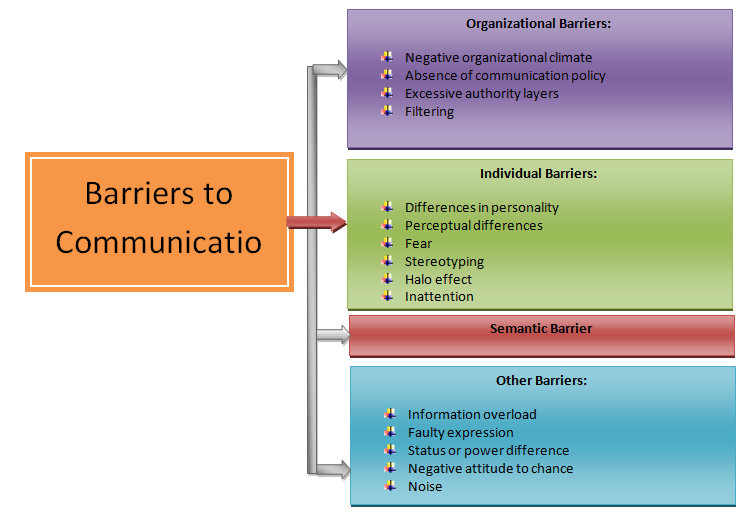 Barriers to
Communicatio
Organizational Barriers:
Negative organizational climate
Absence of communication policy
Excessive authority layers
Filtering
Individual Barriers:
Differences in personality
Perceptual differences
Fear
Stereotyping
Halo effect
Inattention
Semantic Barrier
Other Barriers:
Information overload
Faulty expression
Status or power difference
Negative attitude to chance
Noise